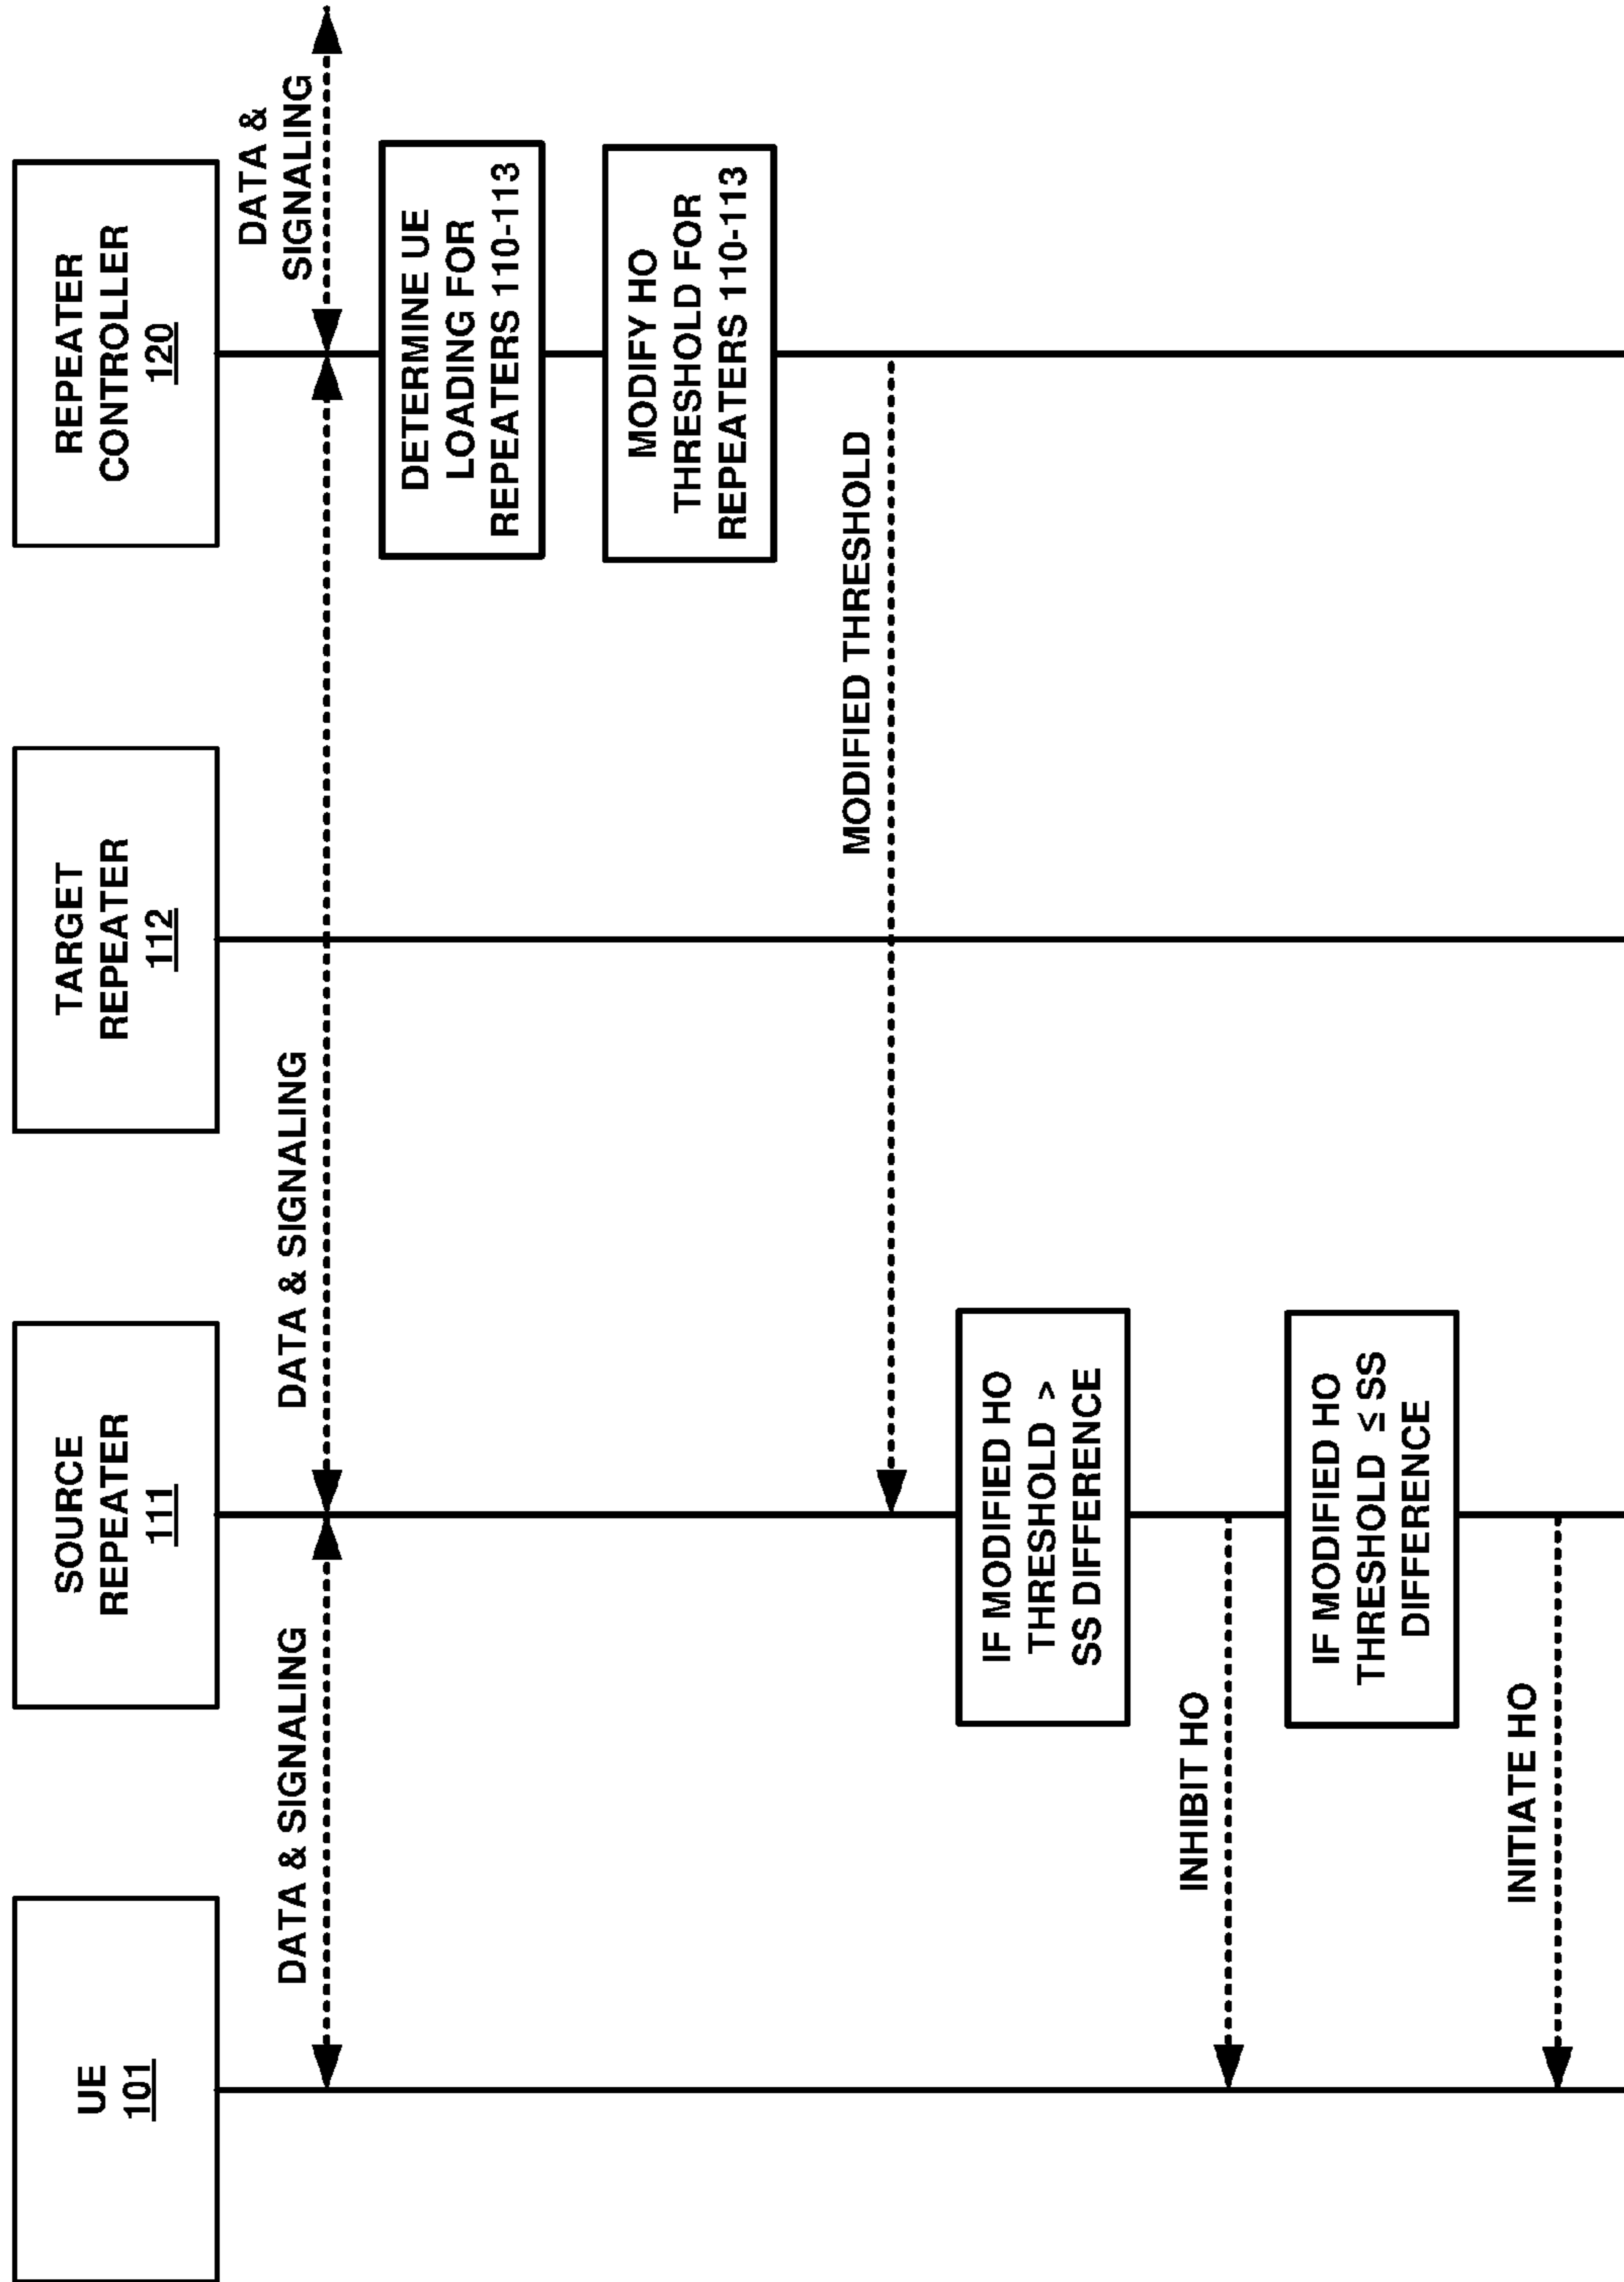 UE
101
SOURCE
REPEATER
111
TARGET
REPEATER
112
REPEATER
CONTROLLER
120
DATA & SIGNALING
DATA & SIGNALING
DATA &
SIGNALING
DETERMINE UE
LOADING FOR
REPEATERS 110-113
MODIFY HO
THRESHOLD FOR
REPEATERS 110-113
MODIFIED THRESHOLD
IF MODIFIED HO
THRESHOLD >
SS DIFFERENCE
INHIBIT HO
IF MODIFIED HO
THRESHOLD ≤ SS
DIFFERENCE
INITIATE HO